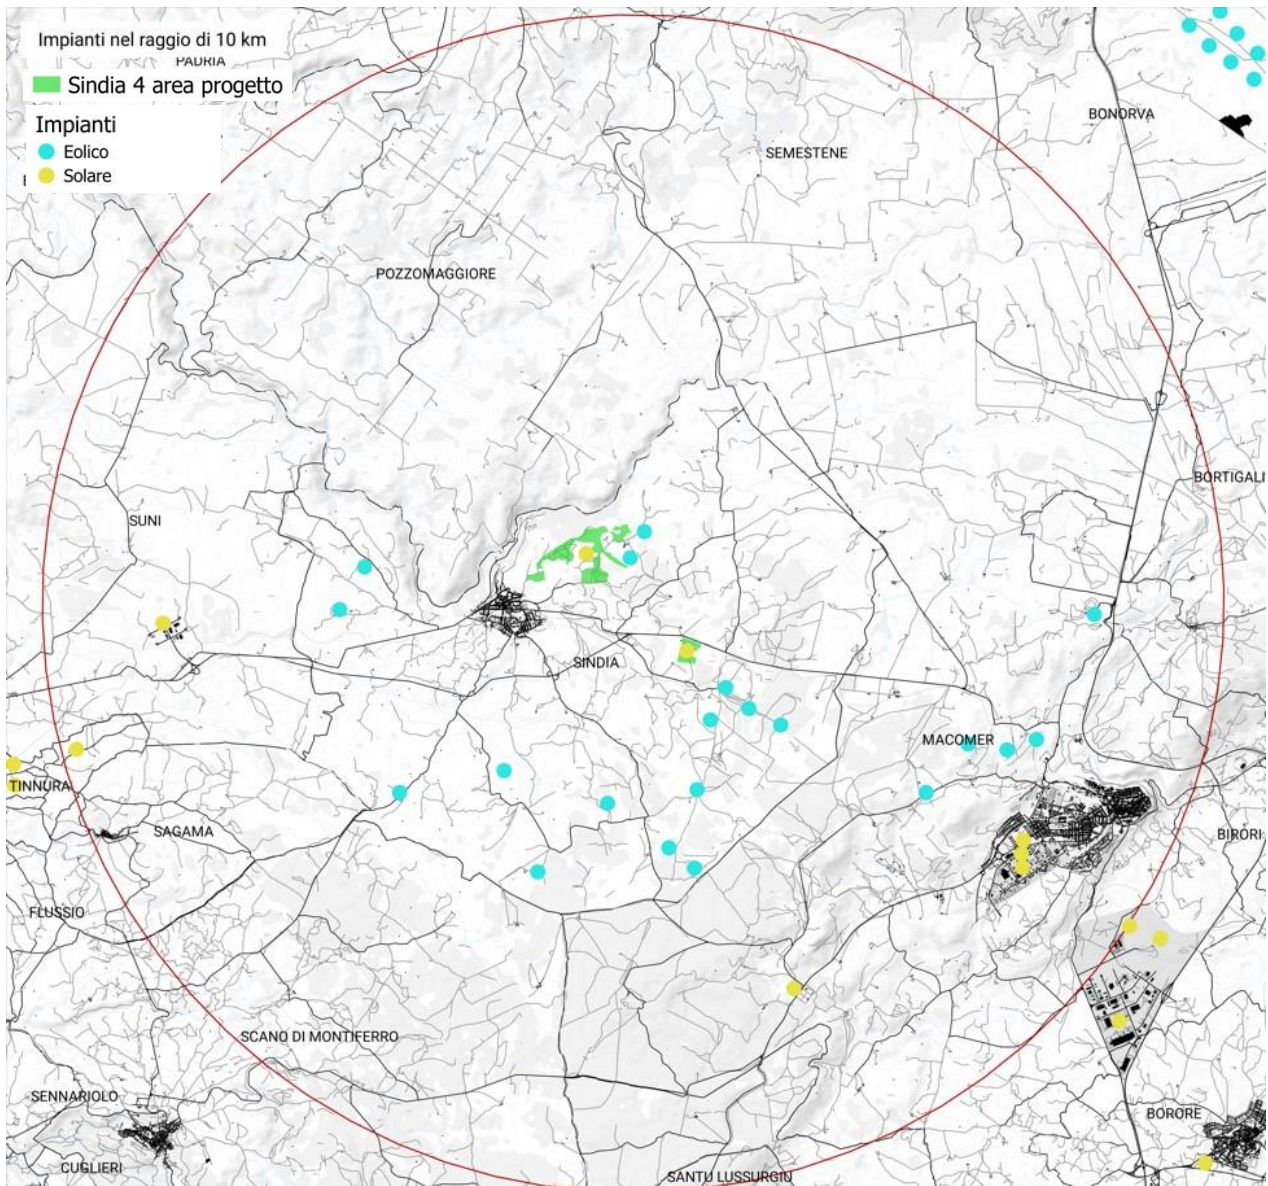 Impianti nel raggio di 10 km
PADRIA
Sindia 4 area progetto
Impianti
Eolico
Solare
BONORVA
SEMESTENE
POZZOMAGGIORE
BORTIGALI
SUNI
SINDIA
MACOMER
TINNURA
SAGAMA
BIRORI
FLUSSIO
SCANO DI MONTIFERRO
SENNARIOLO
BORORE
CUGLIERI
SANTU LUSSURGIU